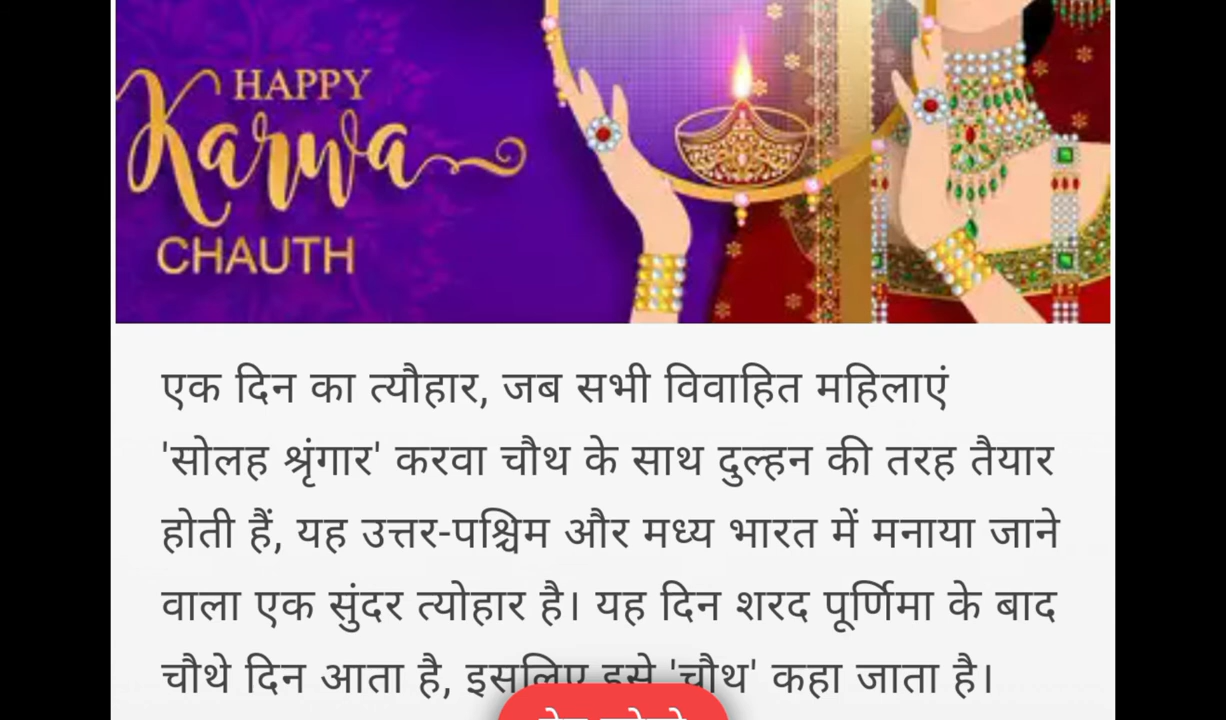 HAPPY
Karwa
CHAUTH
एक दिन का त्यौहार, जब सभी विवाहित महिलाएं
'सोलह श्रृंगार' करवा चौथ के साथ दुल्हन की तरह तैयार
होती हैं, यह उत्तर-पश्चिम और मध्य भारत में मनाया जाने
वाला एक सुंदर त्योहार है। यह दिन शरद पूर्णिमा के बाद
चौथे दिन आता है, इसलिए इसे 'चौथ' कहा जाता है।